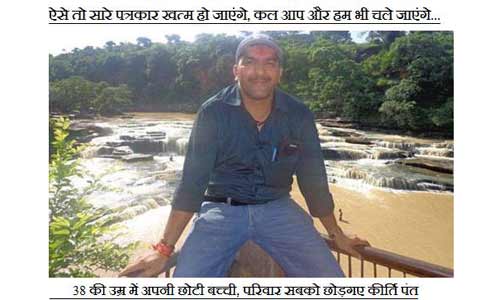 ऐसे तो सारे पत्रकार खत्म हो जाएंगे, कल आप और हम भी चले जाएंगे...
38 की उम्र में अपनी छोटी बच्ची, परिवार सबको छोड़गए कीर्ति पंत